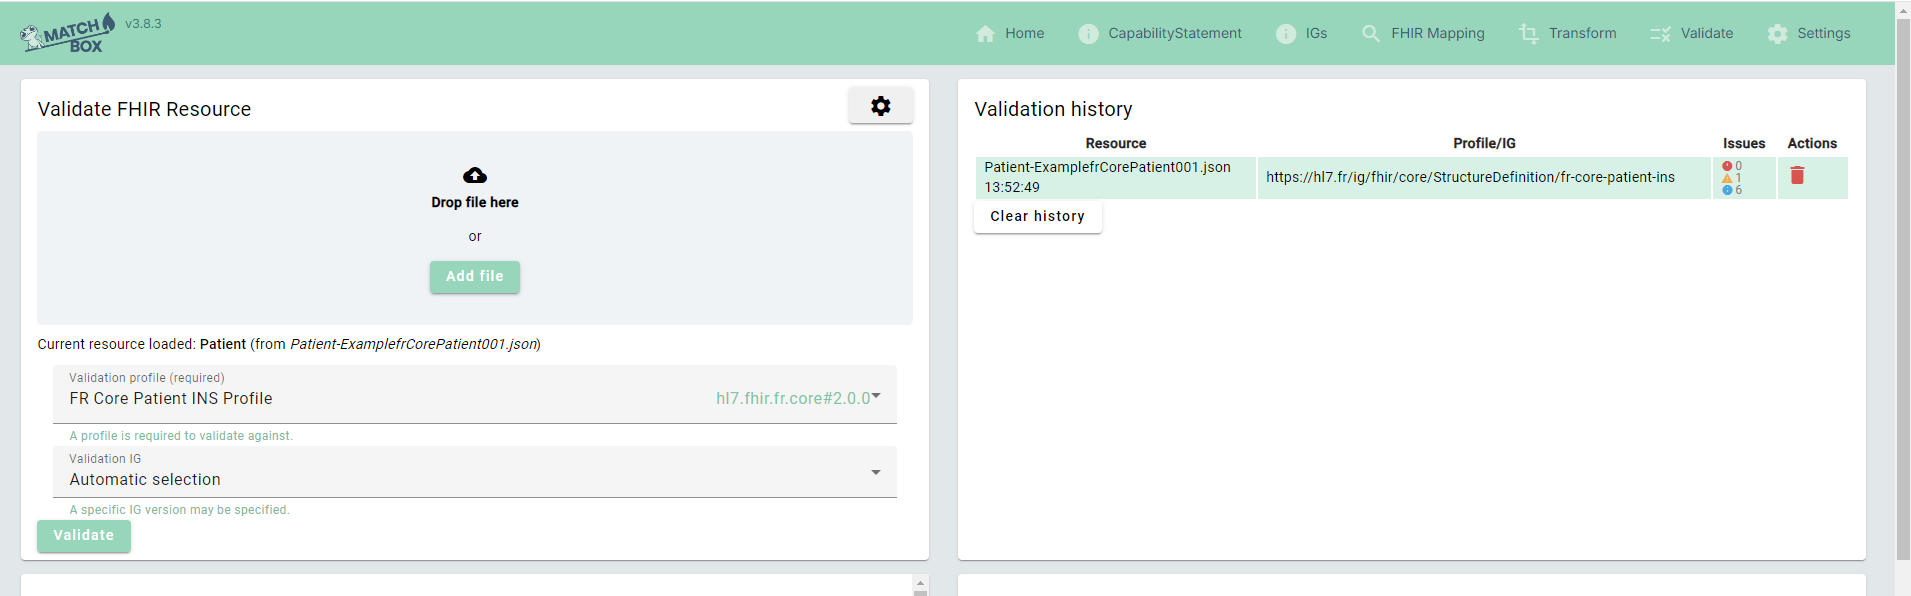 MATCH
BOX
v3.8.3
Home
CapabilityStatement
IGs
FHIR Mapping
Transform
Validate
Settings
Validate FHIR Resource
Drop file here
or
Add file
Current resource loaded: Patient (from Patient-ExamplefrCorePatient001.json)
Validation profile (required)
FR Core Patient INS Profile
hl7.fhir.fr.core#2.0.0
A profile is required to validate against.
Validation IG
Automatic selection
A specific IG version may be specified.
Validate
Validation history
Resource
Profile/IG
Issues
Actions
Patient-ExamplefrCorePatient001.json
13:52:49
https://hl7.fr/ig/fhir/core/StructureDefinition/fr-core-patient-ins
0
1
6
Clear history